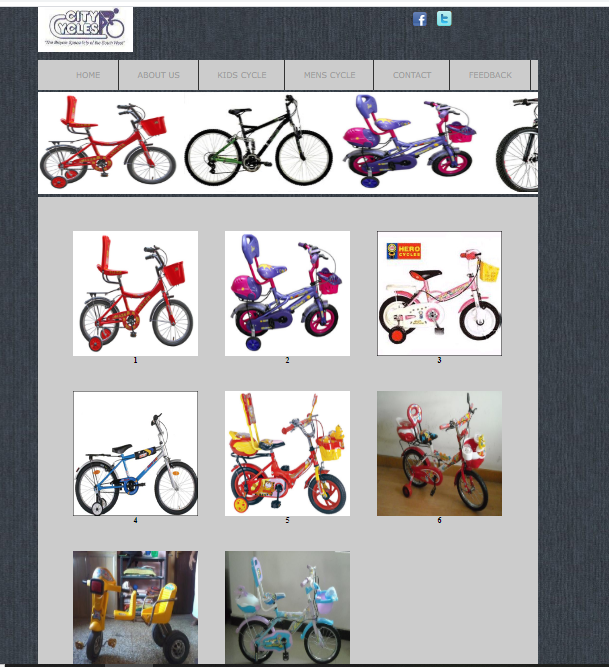 CITY
CYCLES
"The Bicycle Specialists of the South West"
HOME ABOUT US KIDS CYCLE MENS CYCLE CONTACT FEEDBACK
HERO
CYCLES
1 2 3
4 5 6